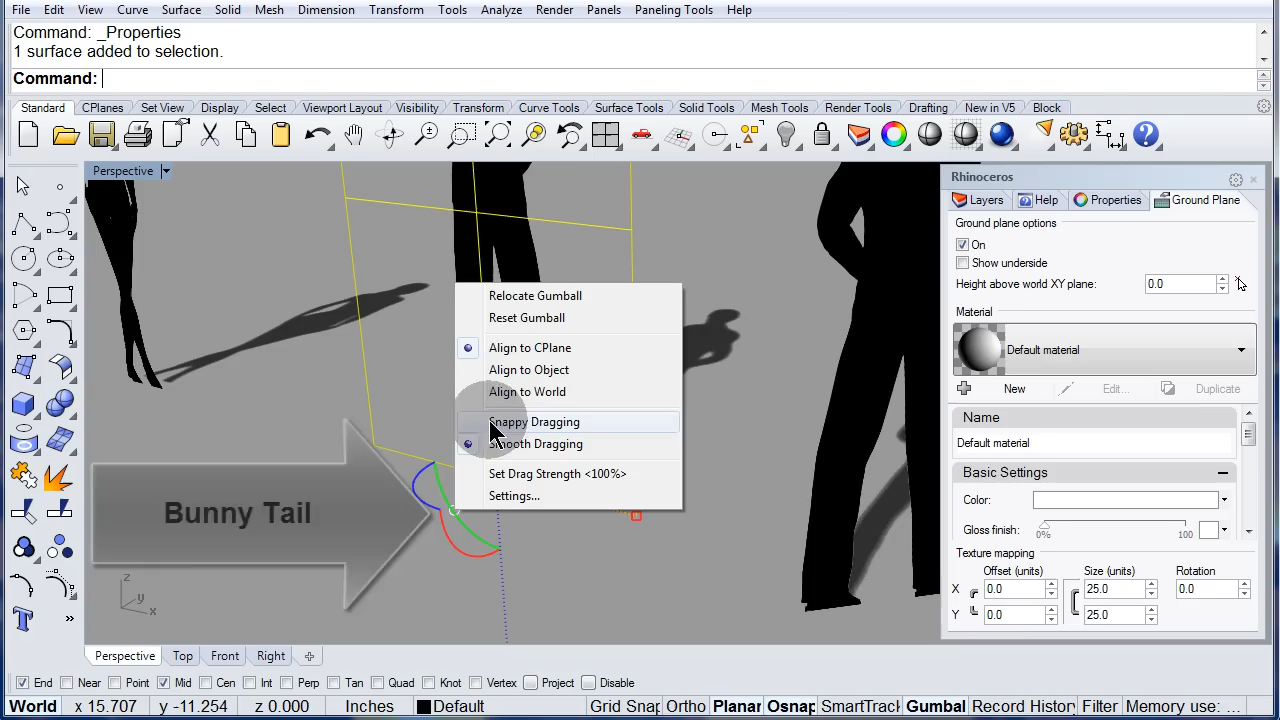 File Edit View Curve Surface Solid Mesh Dimension Transform Tools Analyze Render Panels Paneling Tools Help
Command: _Properties
1 surface added to selection.
Command:
Standard CPlanes Set View Display Select Viewport Layout Visibility Transform Curve Tools Surface Tools Solid Tools Mesh Tools Render Tools Drafting New in V5 Block
Perspective
Rhinoceros
Layers Help Properties Ground Plane
Ground plane options
On
Show underside
Height above world XY plane: 0.0
Material
Default material
New Edit... Duplicate
Name
Default material
Basic Settings
Color:
Gloss finish: 0% 100
Texture mapping
Offset (units) Size (units) Rotation
X 0.0 25.0 0.0
Y 0.0 25.0
Relocate Gumball
Reset Gumball
Align to CPlane
Align to Object
Align to World
Snappy Dragging
Smooth Dragging
Set Drag Strength <100%>
Settings...
Bunny Tail
z
y
x
Perspective Top Front Right
End Near Point Mid Cen Int Perp Tan Quad Knot Vertex Project Disable
World x 15.707 y -11.254 z 0.000 Inches Default Grid Snap Ortho Planar Osnap SmartTrack Gumbal Record History Filter Memory use: ...